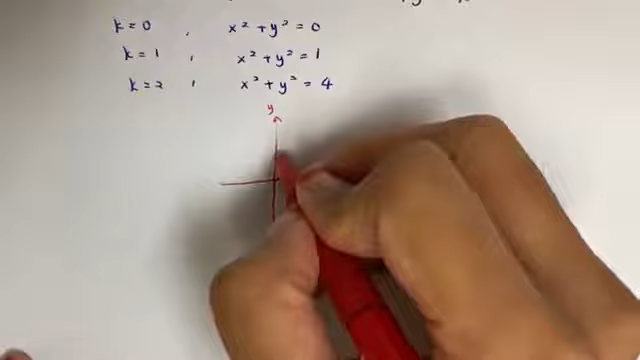 k = 0 , x² + y² = 0
k = 1 , x² + y² = 1
k = 2 , x² + y² = 4
y